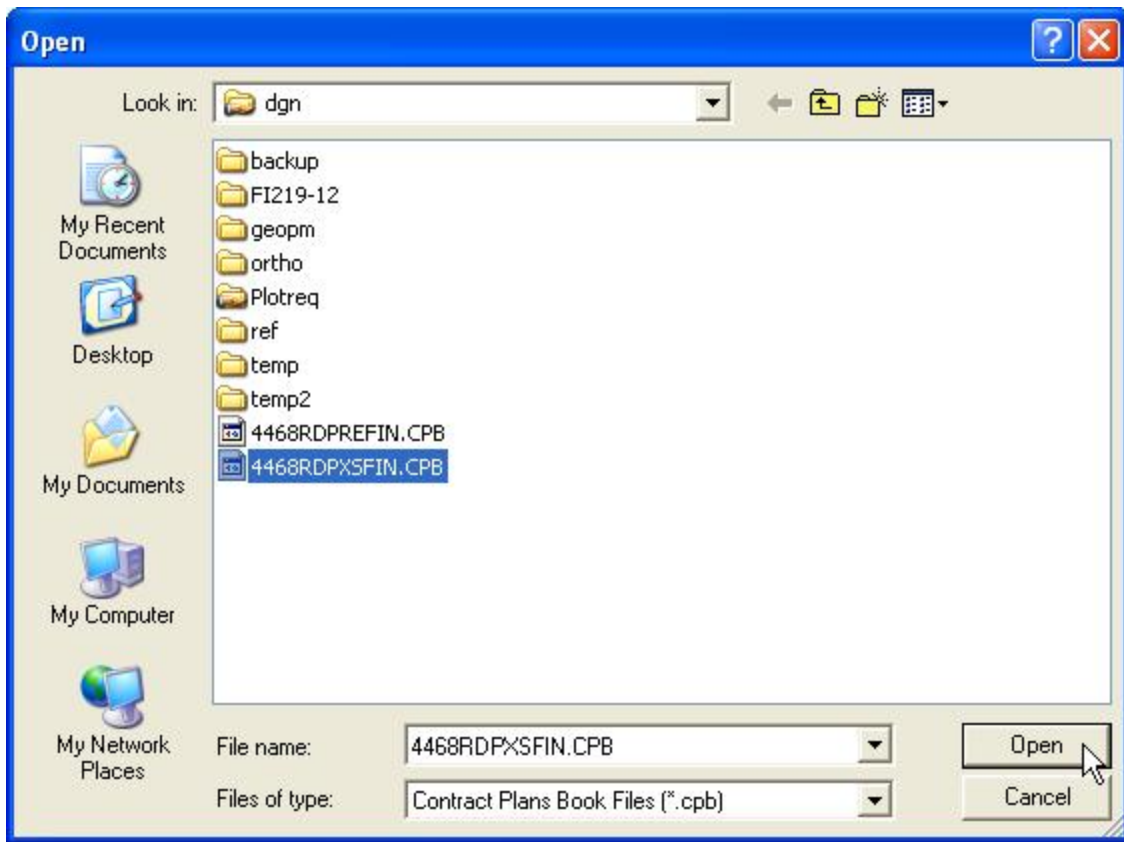 Open
Look in:
dgn
My Recent
Documents
Desktop
My Documents
My Computer
My Network
Places
backup
FI219-12
geopm
ortho
Plotreq
ref
temp
temp2
4468RDPREFIN.CPB
4468RDPXSFIN.CPB
File name:
4468RDPXSFIN.CPB
Open
Files of type:
Contract Plans Book Files (*.cpb)
Cancel